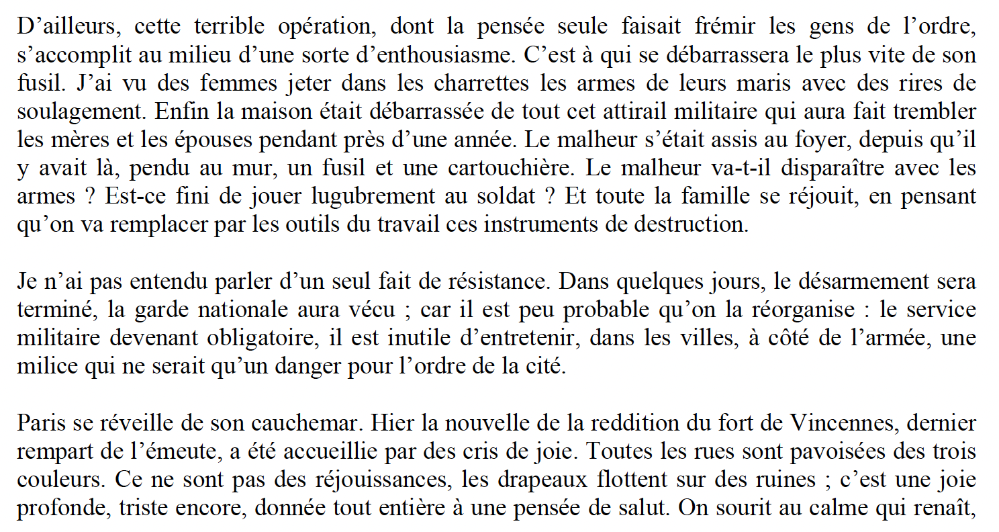 D’ailleurs, cette terrible opération, dont la pensée seule faisait frémir les gens de l’ordre,
s’accomplit au milieu d’une sorte d’enthousiasme. C’est à qui se débarrassera le plus vite de son
fusil. J’ai vu des femmes jeter dans les charrettes les armes de leurs maris avec des rires de
soulagement. Enfin la maison était débarrassée de tout cet attirail militaire qui aura fait trembler
les mères et les épouses pendant près d’une année. Le malheur s’était assis au foyer, depuis qu’il
y avait là, pendu au mur, un fusil et une cartouchière. Le malheur va-t-il disparaître avec les
armes ? Est-ce fini de jouer lugubrement au soldat ? Et toute la famille se réjouit, en pensant
qu’on va remplacer par les outils du travail ces instruments de destruction.
Je n’ai pas entendu parler d’un seul fait de résistance. Dans quelques jours, le désarmement sera
terminé, la garde nationale aura vécu ; car il est peu probable qu’on la réorganise : le service
militaire devenant obligatoire, il est inutile d’entretenir, dans les villes, à côté de l’armée, une
milice qui ne serait qu’un danger pour l’ordre de la cité.
Paris se réveille de son cauchemar. Hier la nouvelle de la reddition du fort de Vincennes, dernier
rempart de l’émeute, a été accueillie par des cris de joie. Toutes les rues sont pavoisées des trois
couleurs. Ce ne sont pas des réjouissances, les drapeaux flottent sur des ruines ; c’est une joie
profonde, triste encore, donnée tout entière à une pensée de salut. On sourit au calme qui renaît,